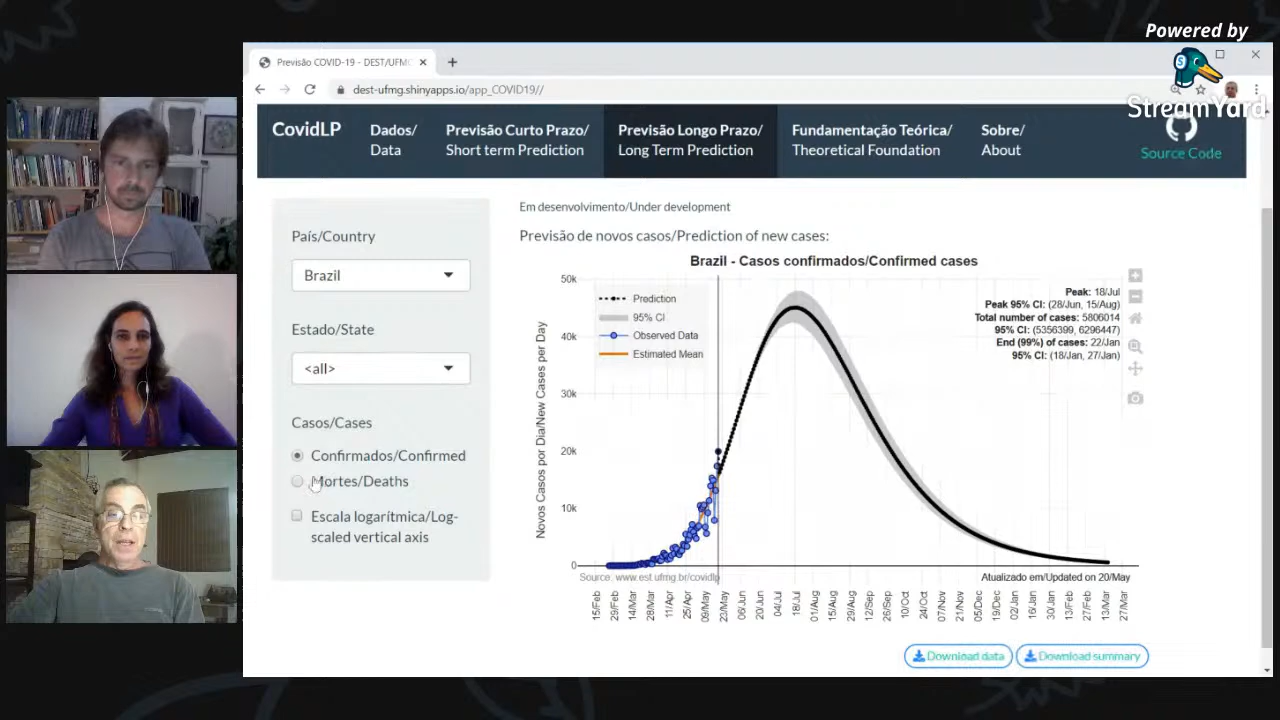 Powered by
StreamYard
Previsão COVID-19 - DEST/UFMG
dest-ufmg.shinyapps.io/app_COVID19//
CovidLP
Dados/
Data
Previsão Curto Prazo/
Short term Prediction
Previsão Longo Prazo/
Long Term Prediction
Fundamentação Teórica/
Theoretical Foundation
Sobre/
About
Source Code
País/Country
Brazil
Estado/State
<all>
Casos/Cases
Confirmados/Confirmed
Mortes/Deaths
Escala logarítmica/Log-
scaled vertical axis
Em desenvolvimento/Under development
Previsão de novos casos/Prediction of new cases:
Brazil - Casos confirmados/Confirmed cases
Prediction
95% CI
Observed Data
Estimated Mean
Peak: 18/Jul
Peak 95% CI: (28/Jun, 15/Aug)
Total number of cases: 5806014
95% CI: (5356399, 6296447)
End (99%) of cases: 22/Jan
95% CI: (18/Jan, 27/Jan)
Novos Casos por Dia/New Cases per Day
50k
40k
30k
20k
10k
0
Source: www.est.ufmg.br/covidlp
Atualizado em/Updated on 20/May
15/Feb
29/Feb
14/Mar
28/Mar
11/Apr
25/Apr
09/May
23/May
06/Jun
20/Jun
04/Jul
18/Jul
01/Aug
15/Aug
29/Aug
12/Sep
26/Sep
10/Oct
24/Oct
07/Nov
21/Nov
05/Dec
19/Dec
02/Jan
16/Jan
30/Jan
13/Feb
27/Feb
13/Mar
27/Mar
Download data
Download summary